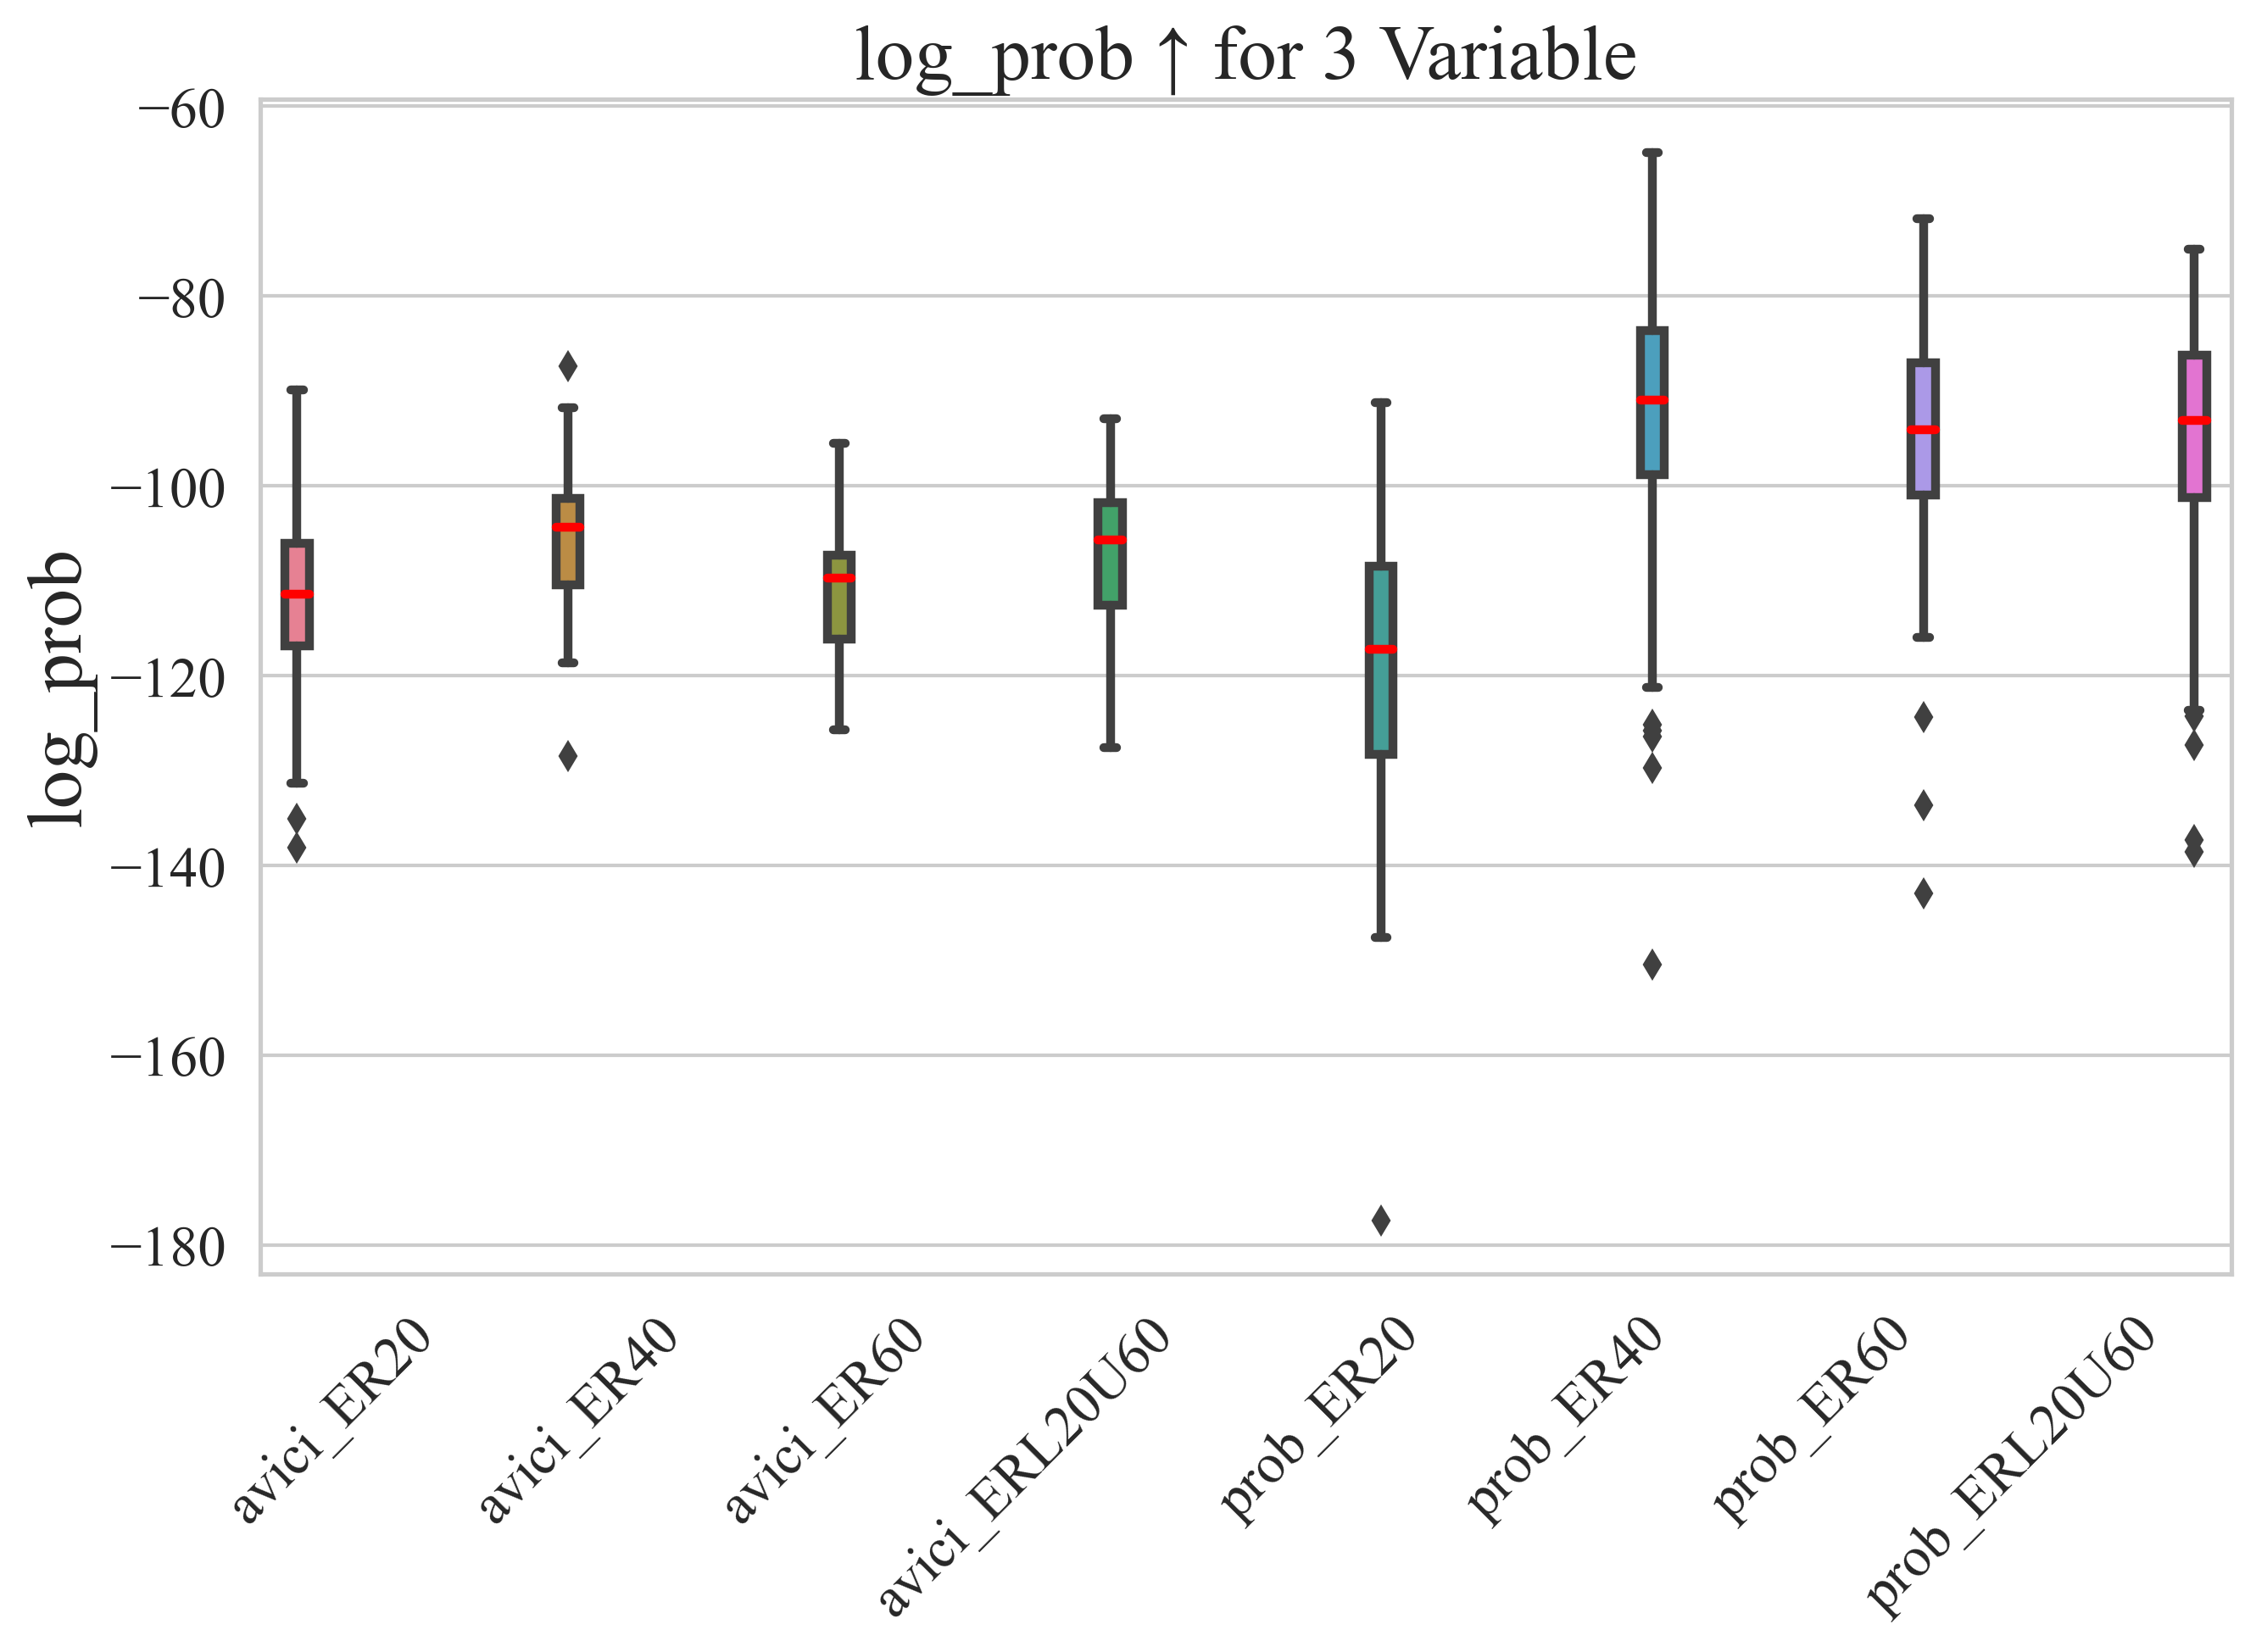 log_prob ↑ for 3 Variable
log_prob
−60
−80
−100
−120
−140
−160
−180
avici_ER20
avici_ER40
avici_ER60
avici_ERL20U60
prob_ER20
prob_ER40
prob_ER60
prob_ERL20U60